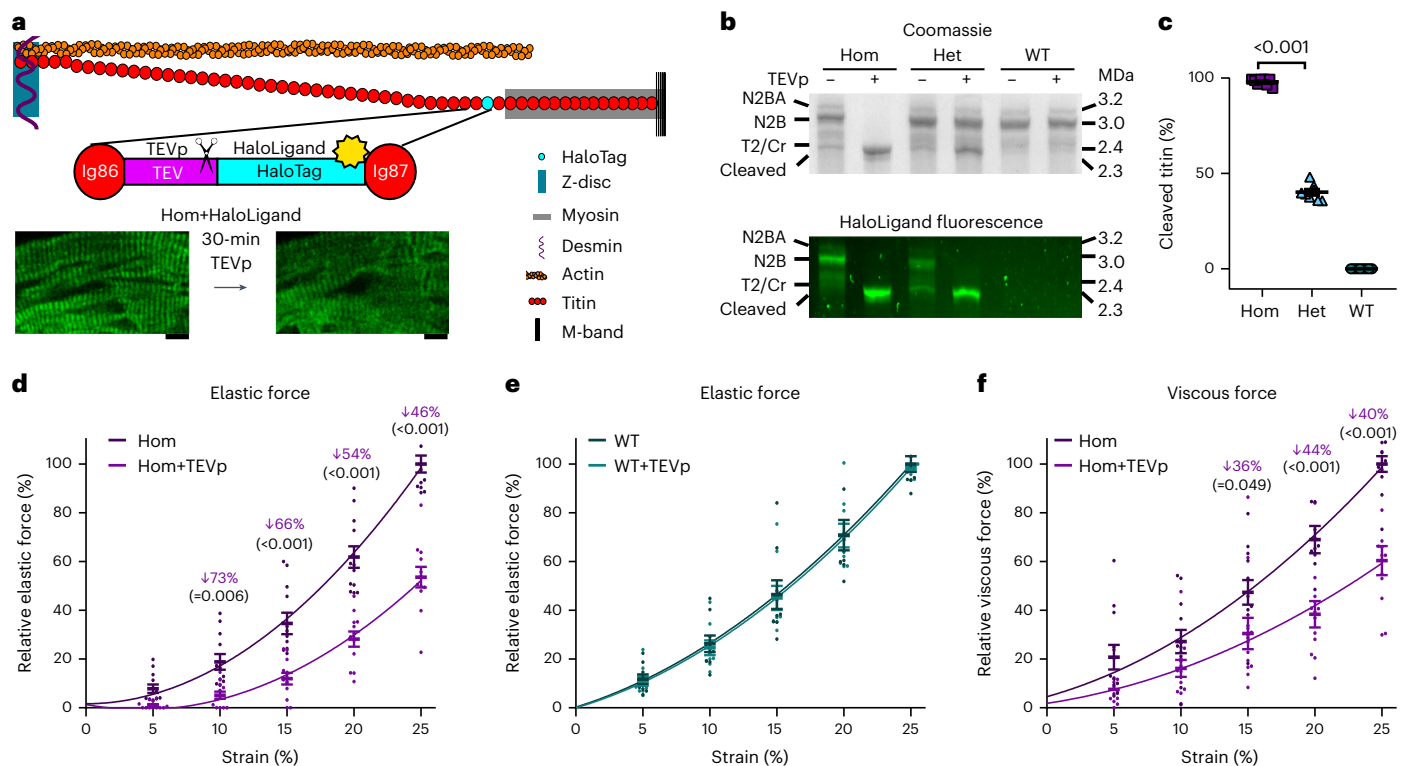 a
TEVp
HaloLigand
Ig86
TEV
HaloTag
Ig87
Hom+HaloLigand
30-min
TEVp
HaloTag
Z-disc
Myosin
Desmin
Actin
Titin
M-band
b
Coomassie
Hom Het WT
TEVp − + − + − + MDa
N2BA 3.2
N2B 3.0
T2/Cr 2.4
Cleaved 2.3
HaloLigand fluorescence
N2BA 3.2
N2B 3.0
T2/Cr 2.4
Cleaved 2.3
c
<0.001
Cleaved titin (%)
100
50
0
Hom Het WT
d
Elastic force
Hom
Hom+TEVp
↓73%
(=0.006)
↓66%
(<0.001)
↓54%
(<0.001)
↓46%
(<0.001)
Relative elastic force (%)
100
80
60
40
20
0
0 5 10 15 20 25
Strain (%)
e
Elastic force
WT
WT+TEVp
Relative elastic force (%)
100
80
60
40
20
0
0 5 10 15 20 25
Strain (%)
f
Viscous force
Hom
Hom+TEVp
↓36%
(=0.049)
↓44%
(<0.001)
↓40%
(<0.001)
Relative viscous force (%)
100
80
60
40
20
0
0 5 10 15 20 25
Strain (%)